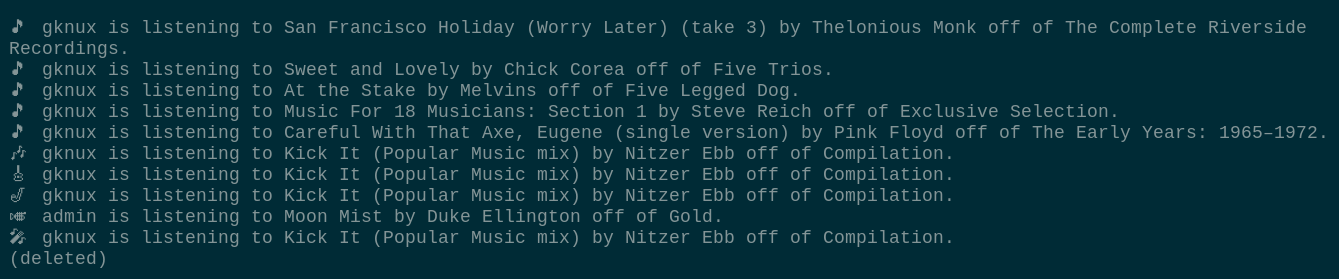 🎵 gknux is listening to San Francisco Holiday (Worry Later) (take 3) by Thelonious Monk off of The Complete Riverside
Recordings.
🎵 gknux is listening to Sweet and Lovely by Chick Corea off of Five Trios.
🎵 gknux is listening to At the Stake by Melvins off of Five Legged Dog.
🎵 gknux is listening to Music For 18 Musicians: Section 1 by Steve Reich off of Exclusive Selection.
🎵 gknux is listening to Careful With That Axe, Eugene (single version) by Pink Floyd off of The Early Years: 1965–1972.
🎶 gknux is listening to Kick It (Popular Music mix) by Nitzer Ebb off of Compilation.
🎸 gknux is listening to Kick It (Popular Music mix) by Nitzer Ebb off of Compilation.
🎷 gknux is listening to Kick It (Popular Music mix) by Nitzer Ebb off of Compilation.
🎺 admin is listening to Moon Mist by Duke Ellington off of Gold.
🎤 gknux is listening to Kick It (Popular Music mix) by Nitzer Ebb off of Compilation.
(deleted)